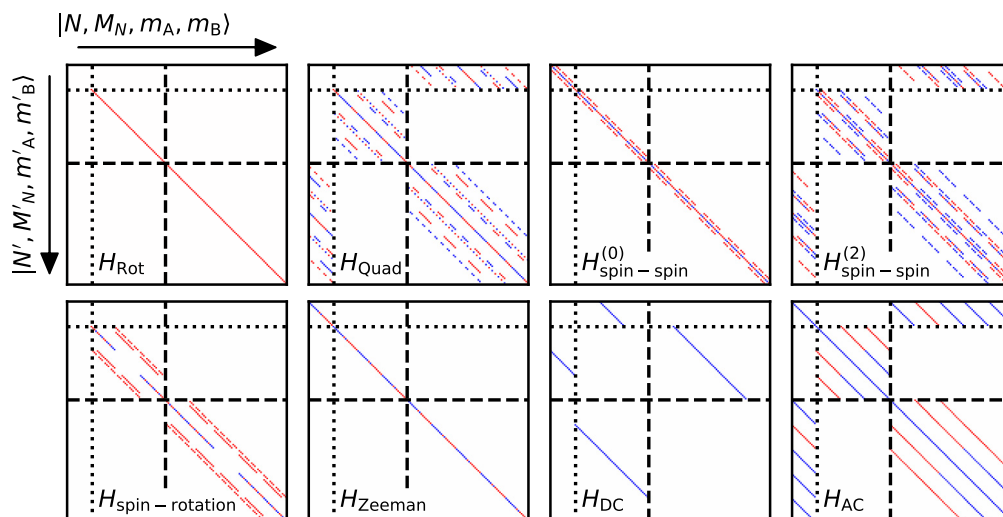 |N, M_N, m_A, m_B⟩
|N′, M′_N, m′_A, m′_B⟩
H_Rot
H_Quad
H^(0)_spin−spin
H^(2)_spin−spin
H_spin−rotation
H_Zeeman
H_DC
H_AC